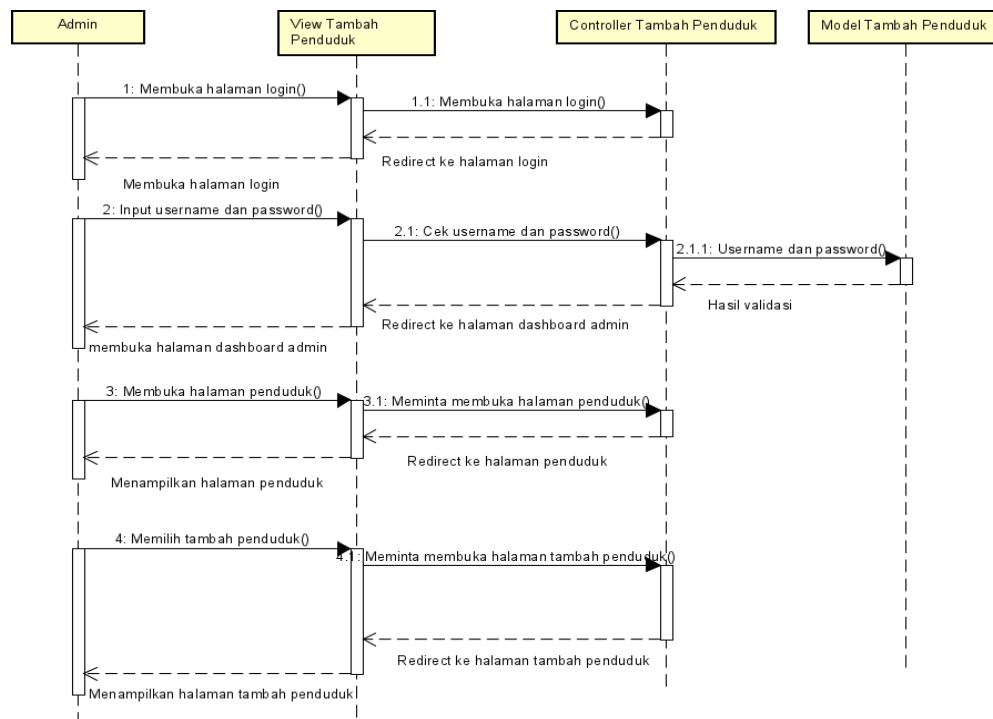 Admin
View Tambah
Penduduk
Controller Tambah Penduduk
Model Tambah Penduduk
1: Membuka halaman login()
1.1: Membuka halaman login()
Redirect ke halaman login
Membuka halaman login
2: Input username dan password()
2.1: Cek username dan password()
2.1.1: Username dan password()
Hasil validasi
Redirect ke halaman dashboard admin
membuka halaman dashboard admin
3: Membuka halaman penduduk()
3.1: Meminta membuka halaman penduduk()
Redirect ke halaman penduduk
Menampilkan halaman penduduk
4: Memilih tambah penduduk()
4.1: Meminta membuka halaman tambah penduduk()
Redirect ke halaman tambah penduduk
Menampilkan halaman tambah penduduk